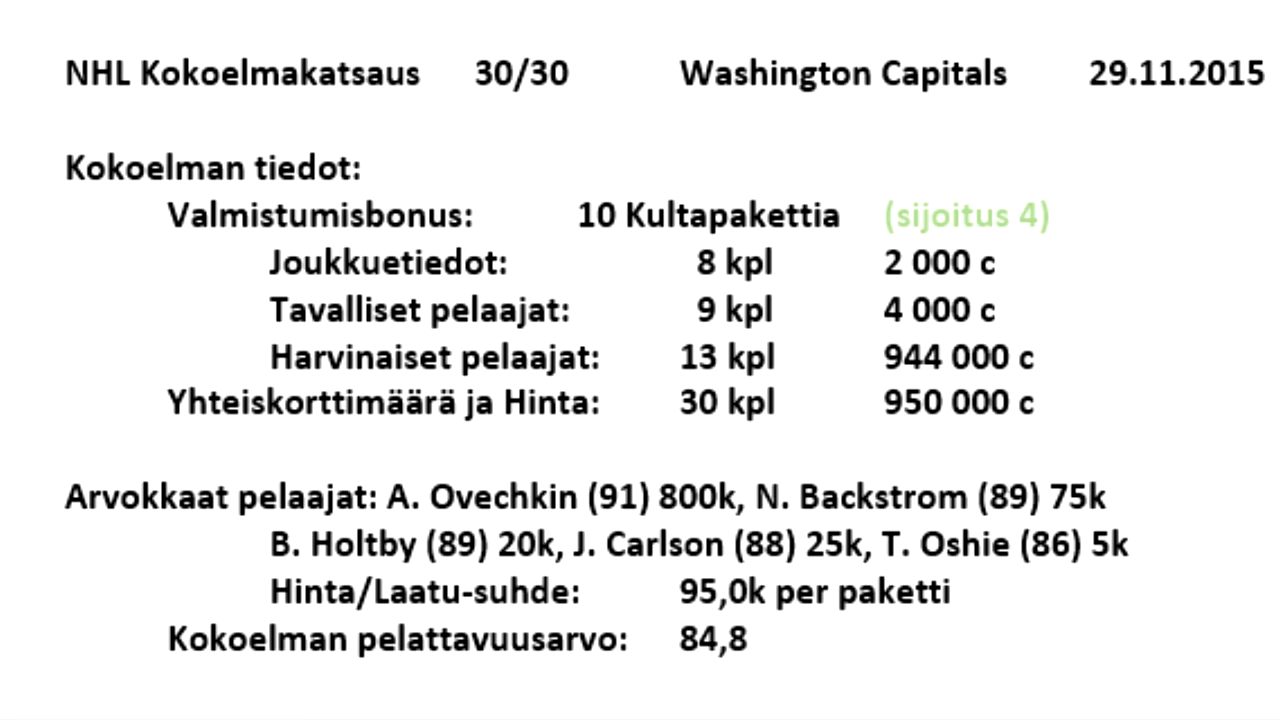 NHL Kokoelmakatsaus 30/30 Washington Capitals 29.11.2015
Kokoelman tiedot:
Valmistumisbonus: 10 Kultapakettia (sijoitus 4)
Joukkuetiedot: 8 kpl 2 000 c
Tavalliset pelaajat: 9 kpl 4 000 c
Harvinaiset pelaajat: 13 kpl 944 000 c
Yhteiskorttimäärä ja Hinta: 30 kpl 950 000 c
Arvokkaat pelaajat: A. Ovechkin (91) 800k, N. Backstrom (89) 75k
B. Holtby (89) 20k, J. Carlson (88) 25k, T. Oshie (86) 5k
Hinta/Laatu-suhde: 95,0k per paketti
Kokoelman pelattavuusarvo: 84,8